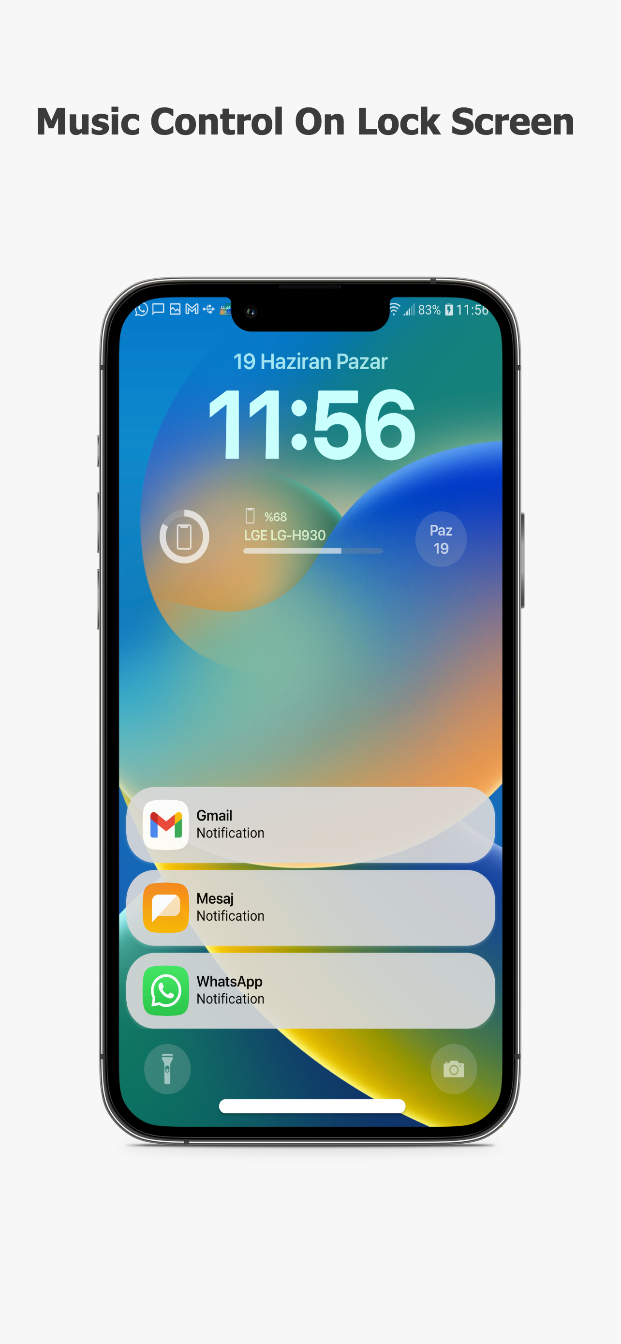 Music Control On Lock Screen
83% 11:56
19 Haziran Pazar
11:56
%68
LGE LG-H930
Paz
19
Gmail
Notification
Mesaj
Notification
WhatsApp
Notification